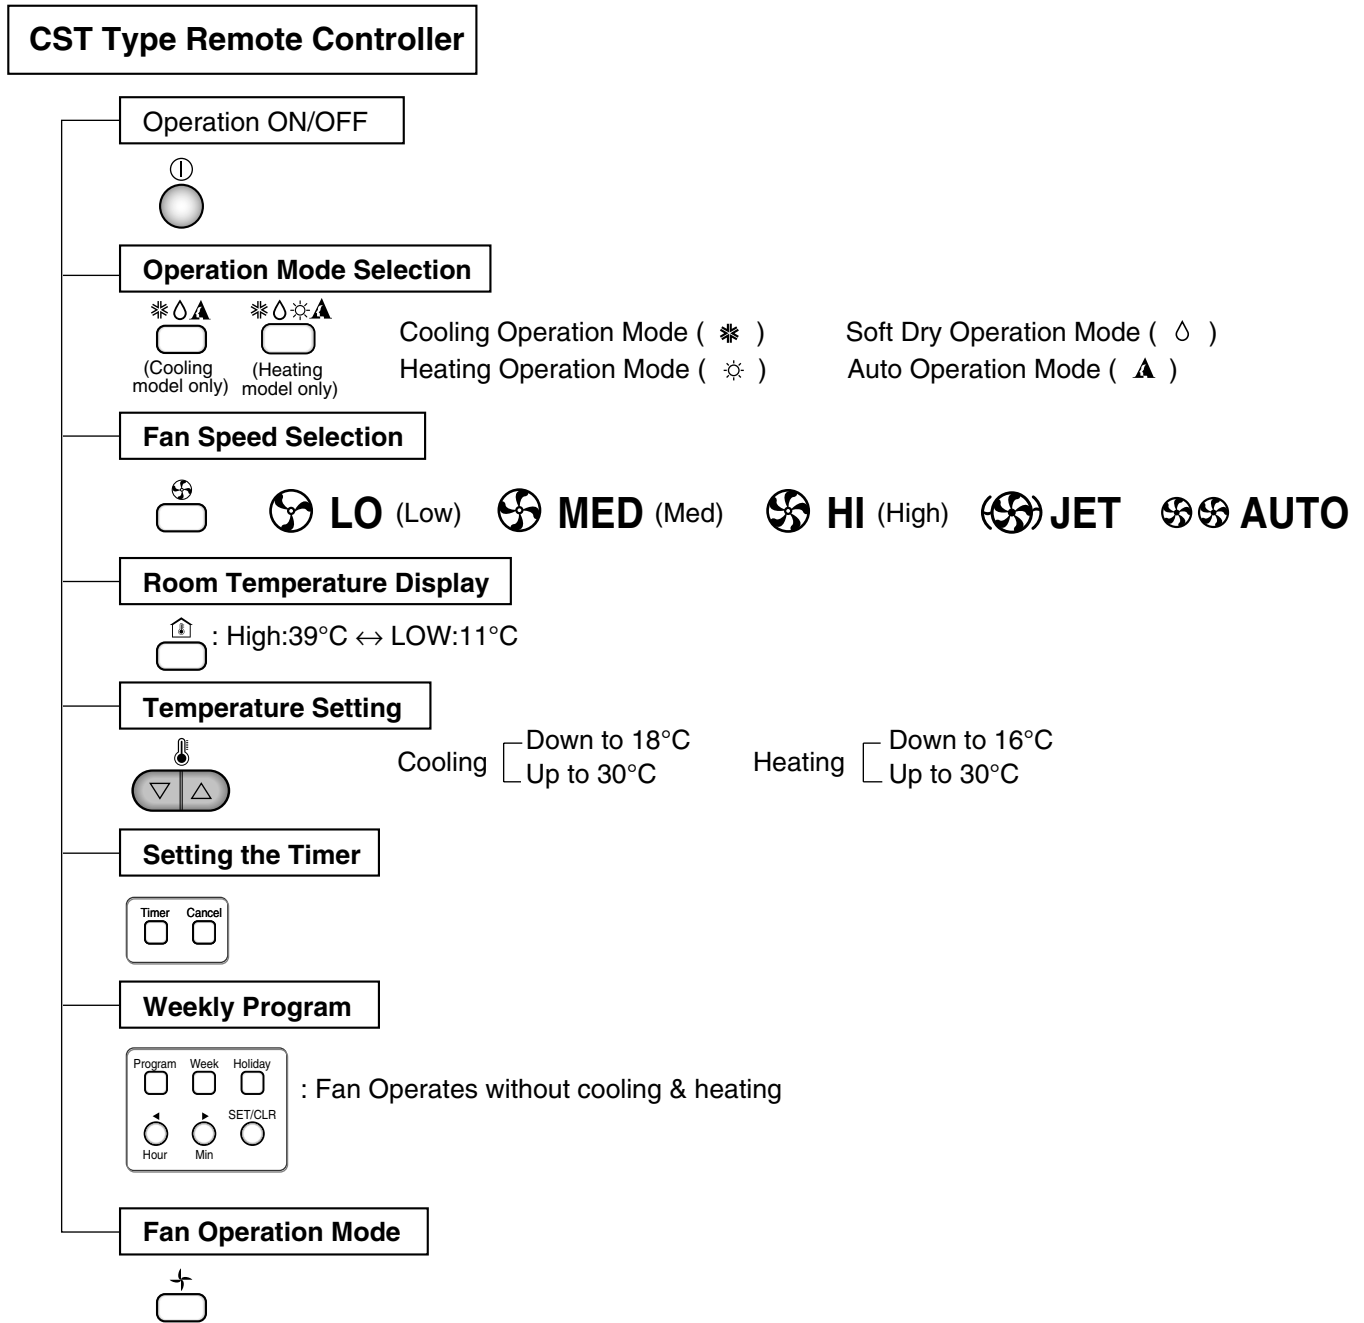 CST Type Remote Controller
Operation ON/OFF
Operation Mode Selection
(Cooling model only)
(Heating model only)
Cooling Operation Mode ( )
Soft Dry Operation Mode ( )
Heating Operation Mode ( )
Auto Operation Mode ( )
Fan Speed Selection
LO (Low) MED (Med) HI (High) JET AUTO
Room Temperature Display
: High:39°C ↔ LOW:11°C
Temperature Setting
Cooling
Down to 18°C
Up to 30°C
Heating
Down to 16°C
Up to 30°C
Setting the Timer
Timer Cancel
Weekly Program
Program Week Holiday
SET/CLR
Hour Min
: Fan Operates without cooling & heating
Fan Operation Mode